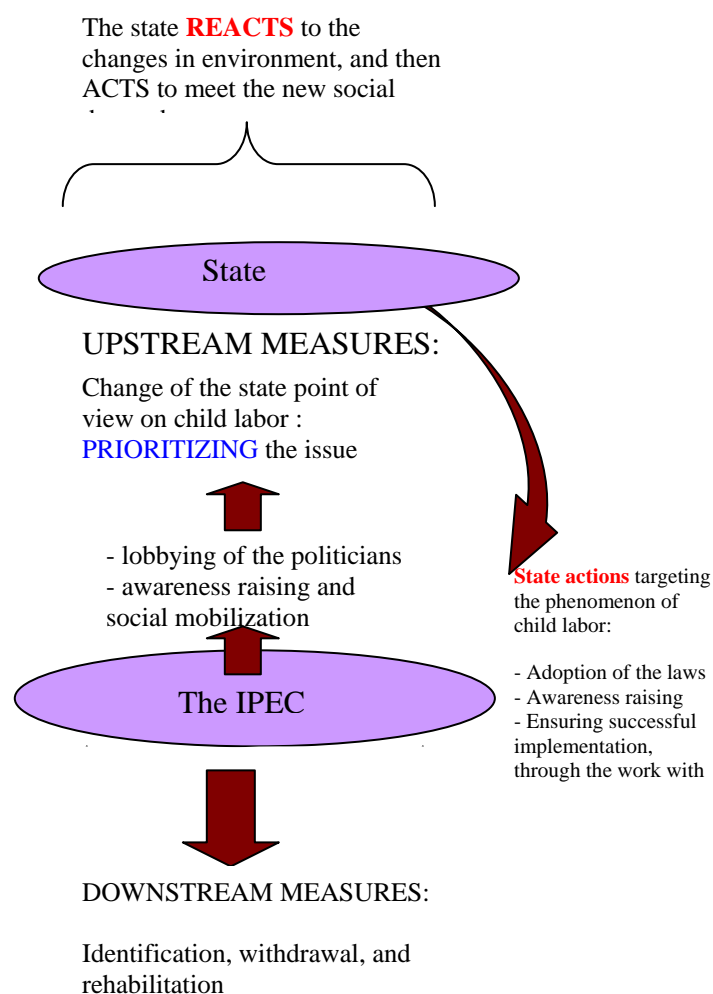 The state REACTS to the
changes in environment, and then
ACTS to meet the new social
State
UPSTREAM MEASURES:
Change of the state point of
view on child labor :
PRIORITIZING the issue
- lobbying of the politicians
- awareness raising and
social mobilization
State actions targeting
the phenomenon of
child labor:
- Adoption of the laws
- Awareness raising
- Ensuring successful
implementation,
through the work with
The IPEC
DOWNSTREAM MEASURES:
Identification, withdrawal, and
rehabilitation